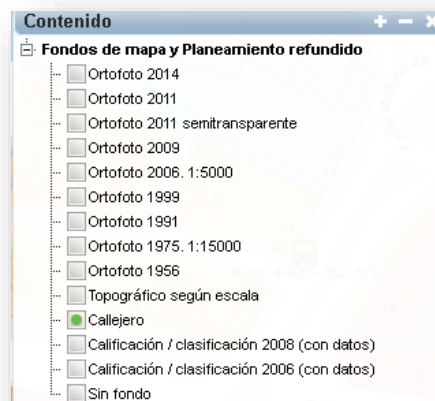 Contenido
Fondos de mapa y Planeamiento refundido
Ortofoto 2014
Ortofoto 2011
Ortofoto 2011 semitransparente
Ortofoto 2009
Ortofoto 2006. 1:5000
Ortofoto 1999
Ortofoto 1991
Ortofoto 1975. 1:15000
Ortofoto 1956
Topográfico según escala
Callejero
Calificación / clasificación 2008 (con datos)
Calificación / clasificación 2006 (con datos)
Sin fondo